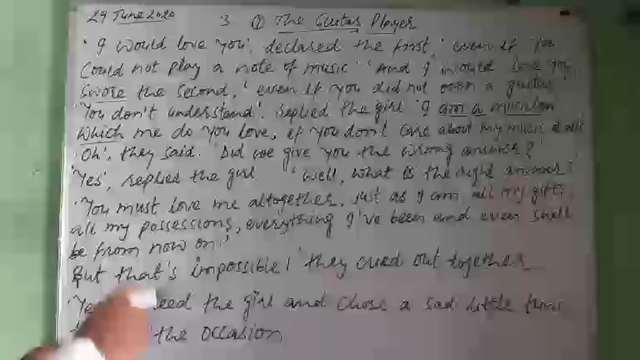 29 June 2020
3 ① The Guitar Player
'I would love you', declared the first, 'even if you
could not play a note of music' 'And I would love you,
swore the second, 'even if you did not own a guitar
'You don't understand', replied the girl 'I am a musician
Which me do you love, if you don't care about my music at all
'Oh', they said. 'Did we give you the wrong answer?'
'Yes', replied the girl 'Well, what is the right answer?
'You must love me altogether, just as I am, all my gifts,
all my possessions, everything I've been and even shall
be from now on.'
But that's impossible! they cried out together
the girl and chose a sad little tune
the occasion